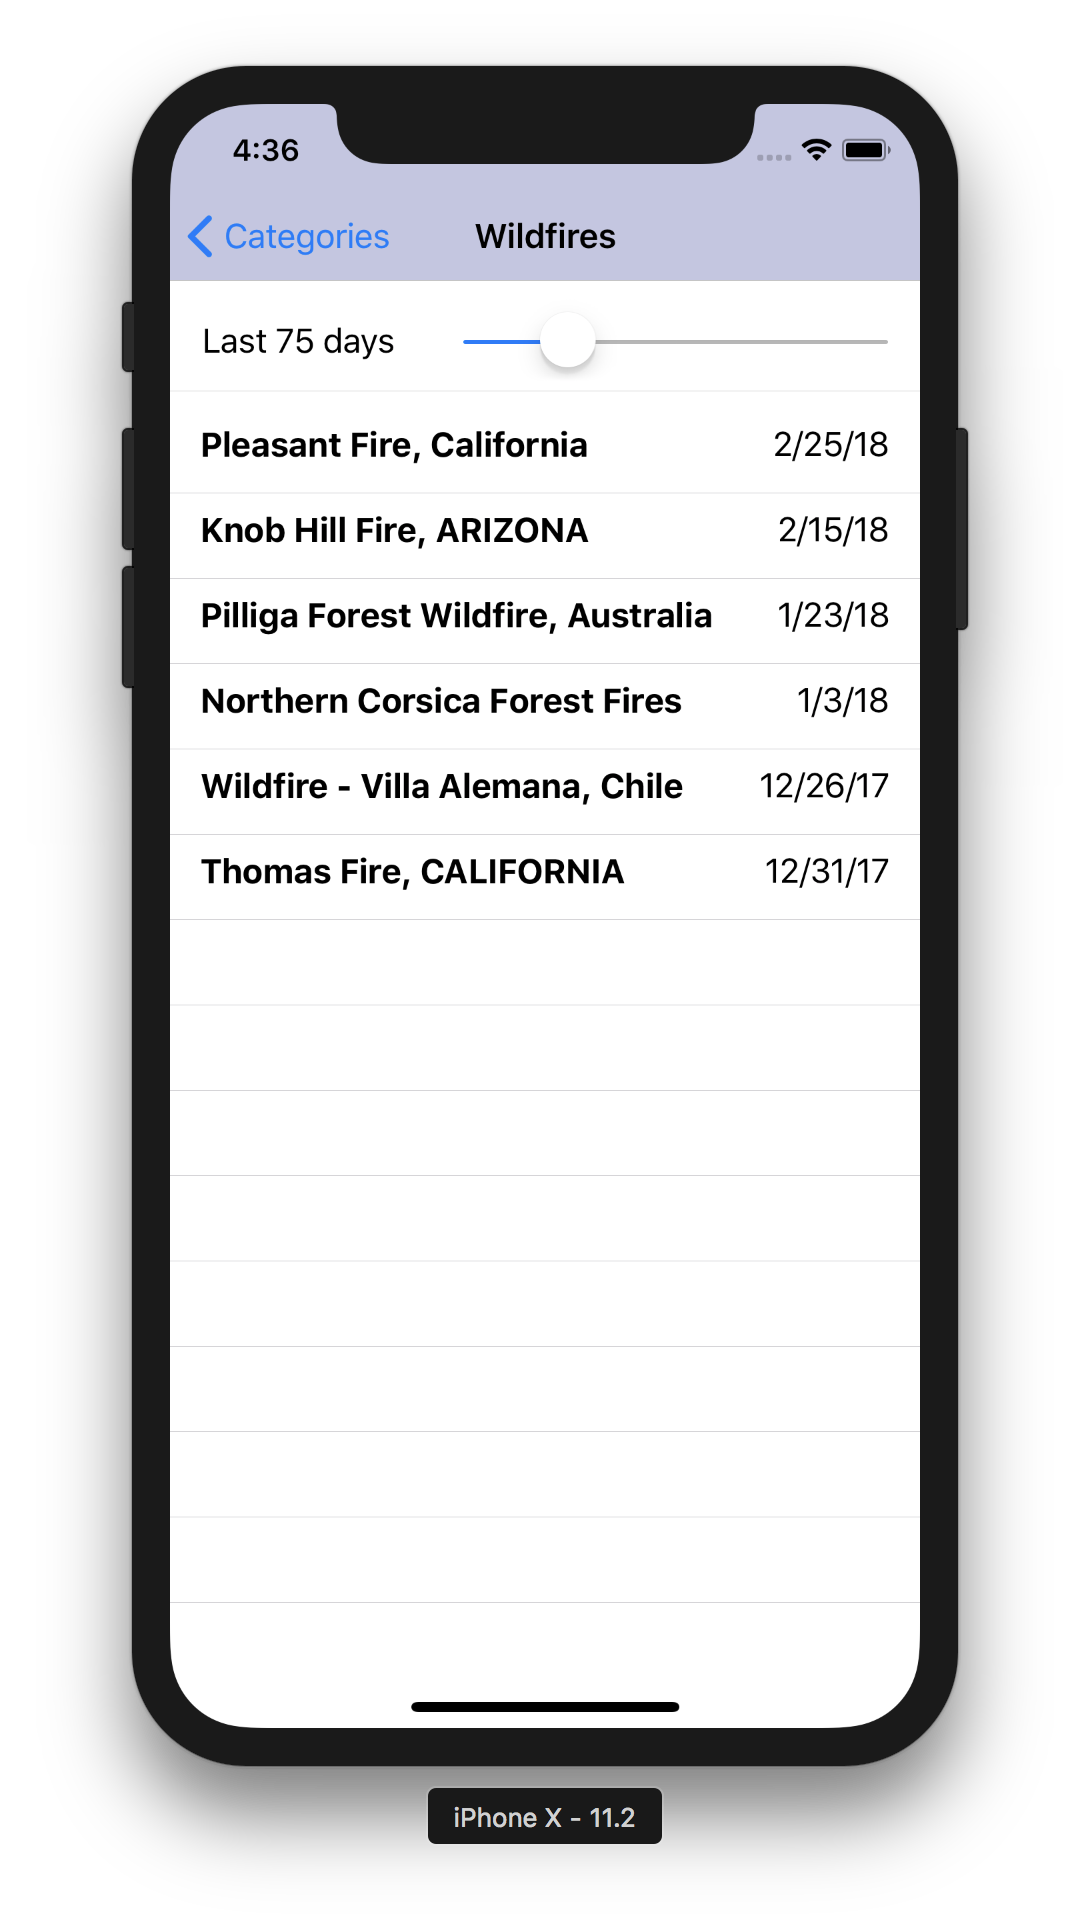 4:36
Categories Wildfires
Last 75 days
Pleasant Fire, California 2/25/18
Knob Hill Fire, ARIZONA 2/15/18
Pilliga Forest Wildfire, Australia 1/23/18
Northern Corsica Forest Fires 1/3/18
Wildfire - Villa Alemana, Chile 12/26/17
Thomas Fire, CALIFORNIA 12/31/17
iPhone X - 11.2